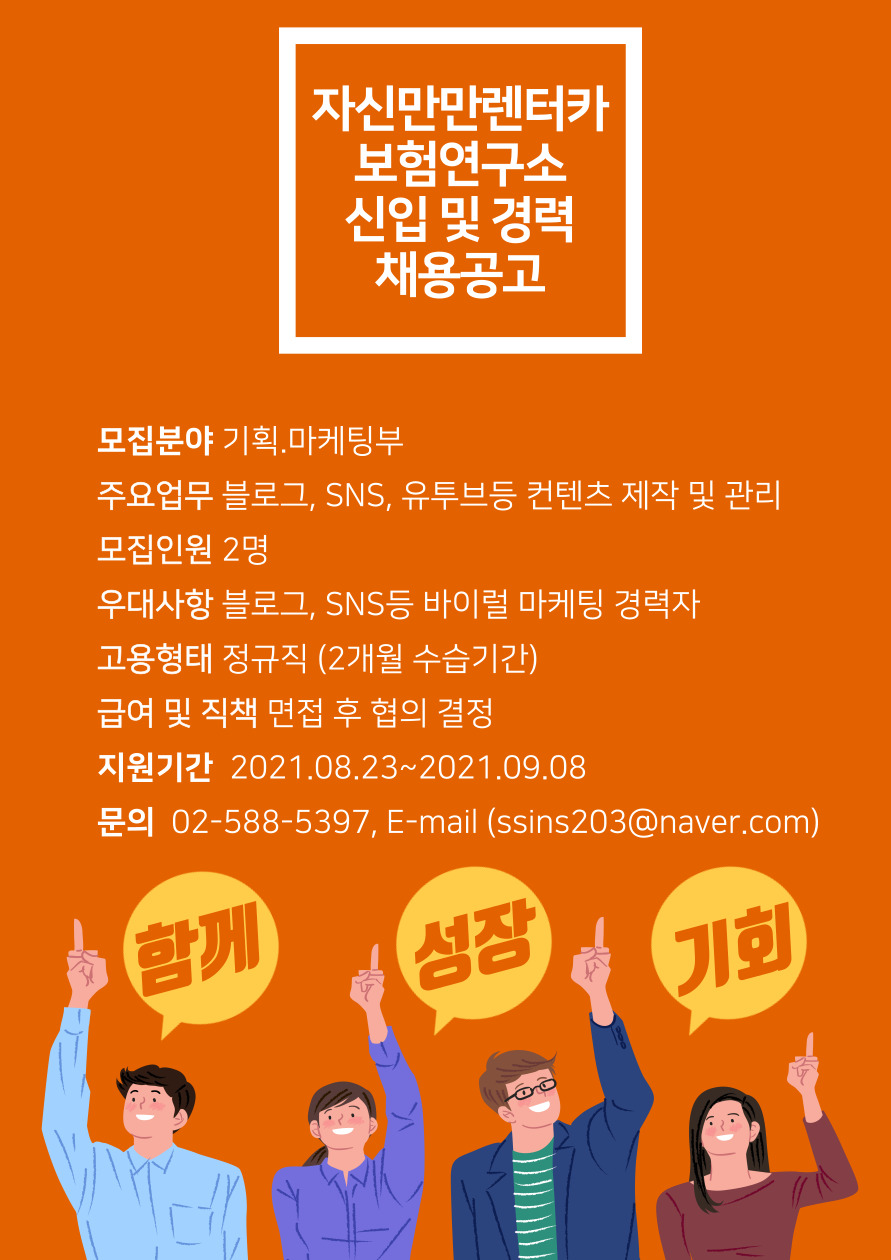 자신만만렌터카
보험연구소
신입 및 경력
채용공고
모집분야 기획.마케팅부
주요업무 블로그, SNS, 유투브등 컨텐츠 제작 및 관리
모집인원 2명
우대사항 블로그, SNS등 바이럴 마케팅 경력자
고용형태 정규직 (2개월 수습기간)
급여 및 직책 면접 후 협의 결정
지원기간 2021.08.23~2021.09.08
문의 02-588-5397, E-mail (ssins203@naver.com)
함께
성장
기회